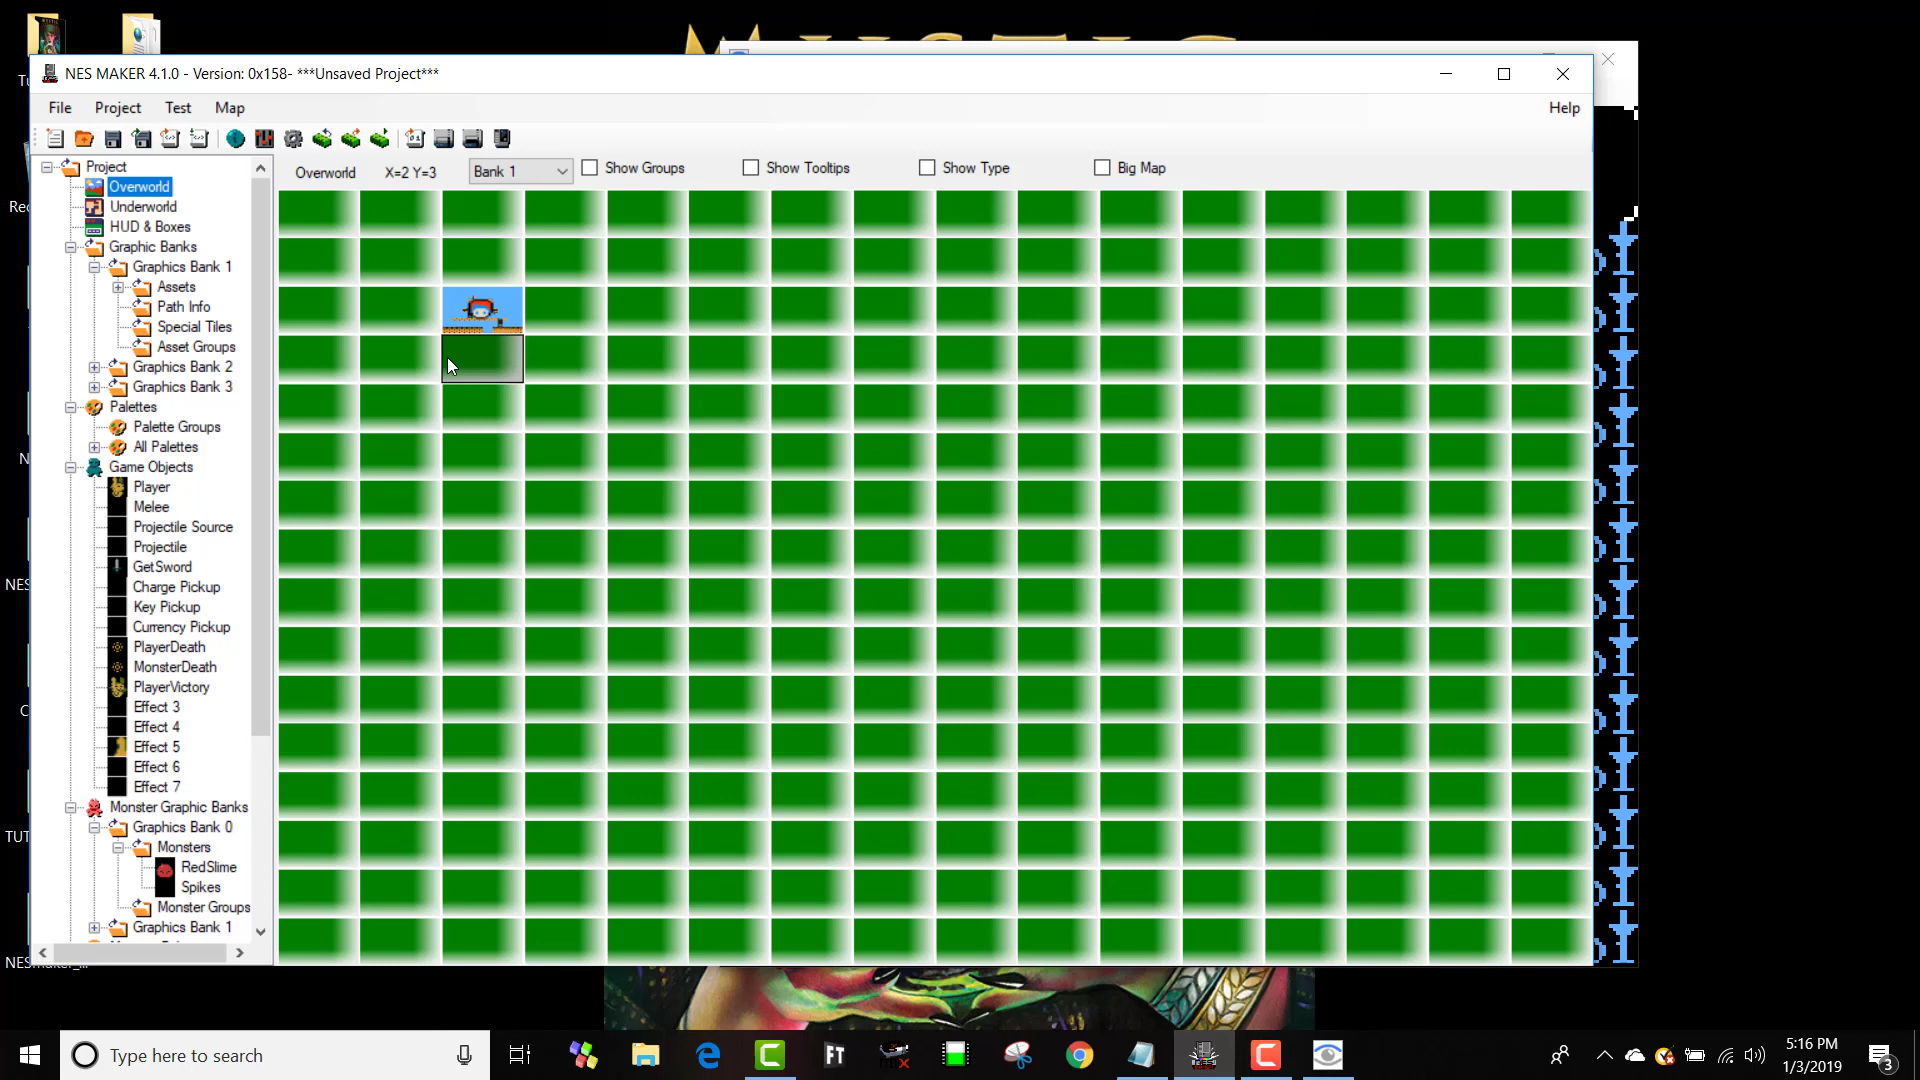 NES MAKER 4.1.0 - Version: 0x158- ***Unsaved Project***
File Project Test Map Help
Project
Overworld
Underworld
HUD & Boxes
Graphic Banks
Graphics Bank 1
Assets
Path Info
Special Tiles
Asset Groups
Graphics Bank 2
Graphics Bank 3
Palettes
Palette Groups
All Palettes
Game Objects
Player
Melee
Projectile Source
Projectile
GetSword
Charge Pickup
Key Pickup
Currency Pickup
PlayerDeath
MonsterDeath
PlayerVictory
Effect 3
Effect 4
Effect 5
Effect 6
Effect 7
Monster Graphic Banks
Graphics Bank 0
Monsters
RedSlime
Spikes
Monster Groups
Graphics Bank 1
Overworld X=2 Y=3 Bank 1 Show Groups Show Tooltips Show Type Big Map
NESmaker_...
Type here to search
FT
5:16 PM
1/3/2019
3